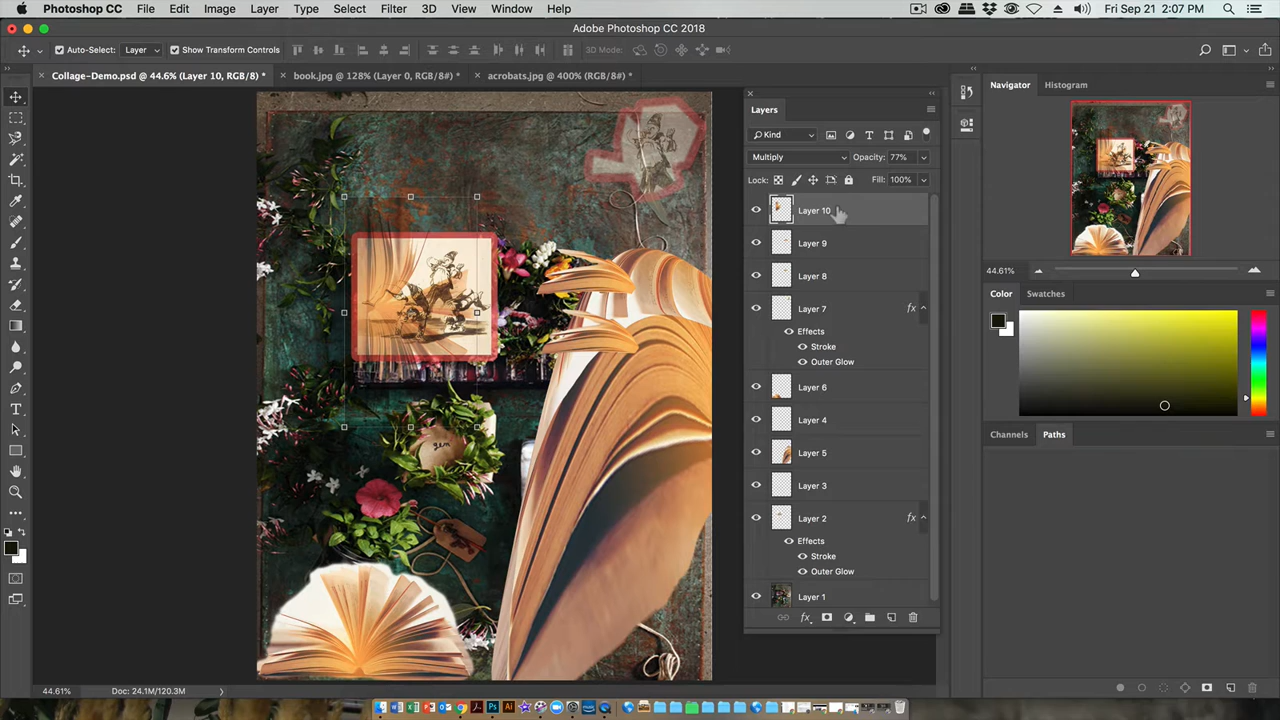 Photoshop CC File Edit Image Layer Type Select Filter 3D View Window Help Fri Sep 21 2:07 PM
Adobe Photoshop CC 2018
Auto-Select: Layer Show Transform Controls 3D Mode:
Collage-Demo.psd @ 44.6% (Layer 10, RGB/8) * book.jpg @ 128% (Layer 0, RGB/8#) * acrobats.jpg @ 400% (RGB/8#) *
Layers
Kind
Multiply Opacity: 77%
Lock: Fill: 100%
Layer 10
Layer 9
Layer 8
Layer 7 fx
Effects
Stroke
Outer Glow
Layer 6
Layer 4
Layer 5
Layer 3
Layer 2 fx
Effects
Stroke
Outer Glow
Layer 1
fx
Navigator Histogram
44.61%
Color Swatches
Channels Paths
gem
44.61% Doc: 24.1M/120.3M